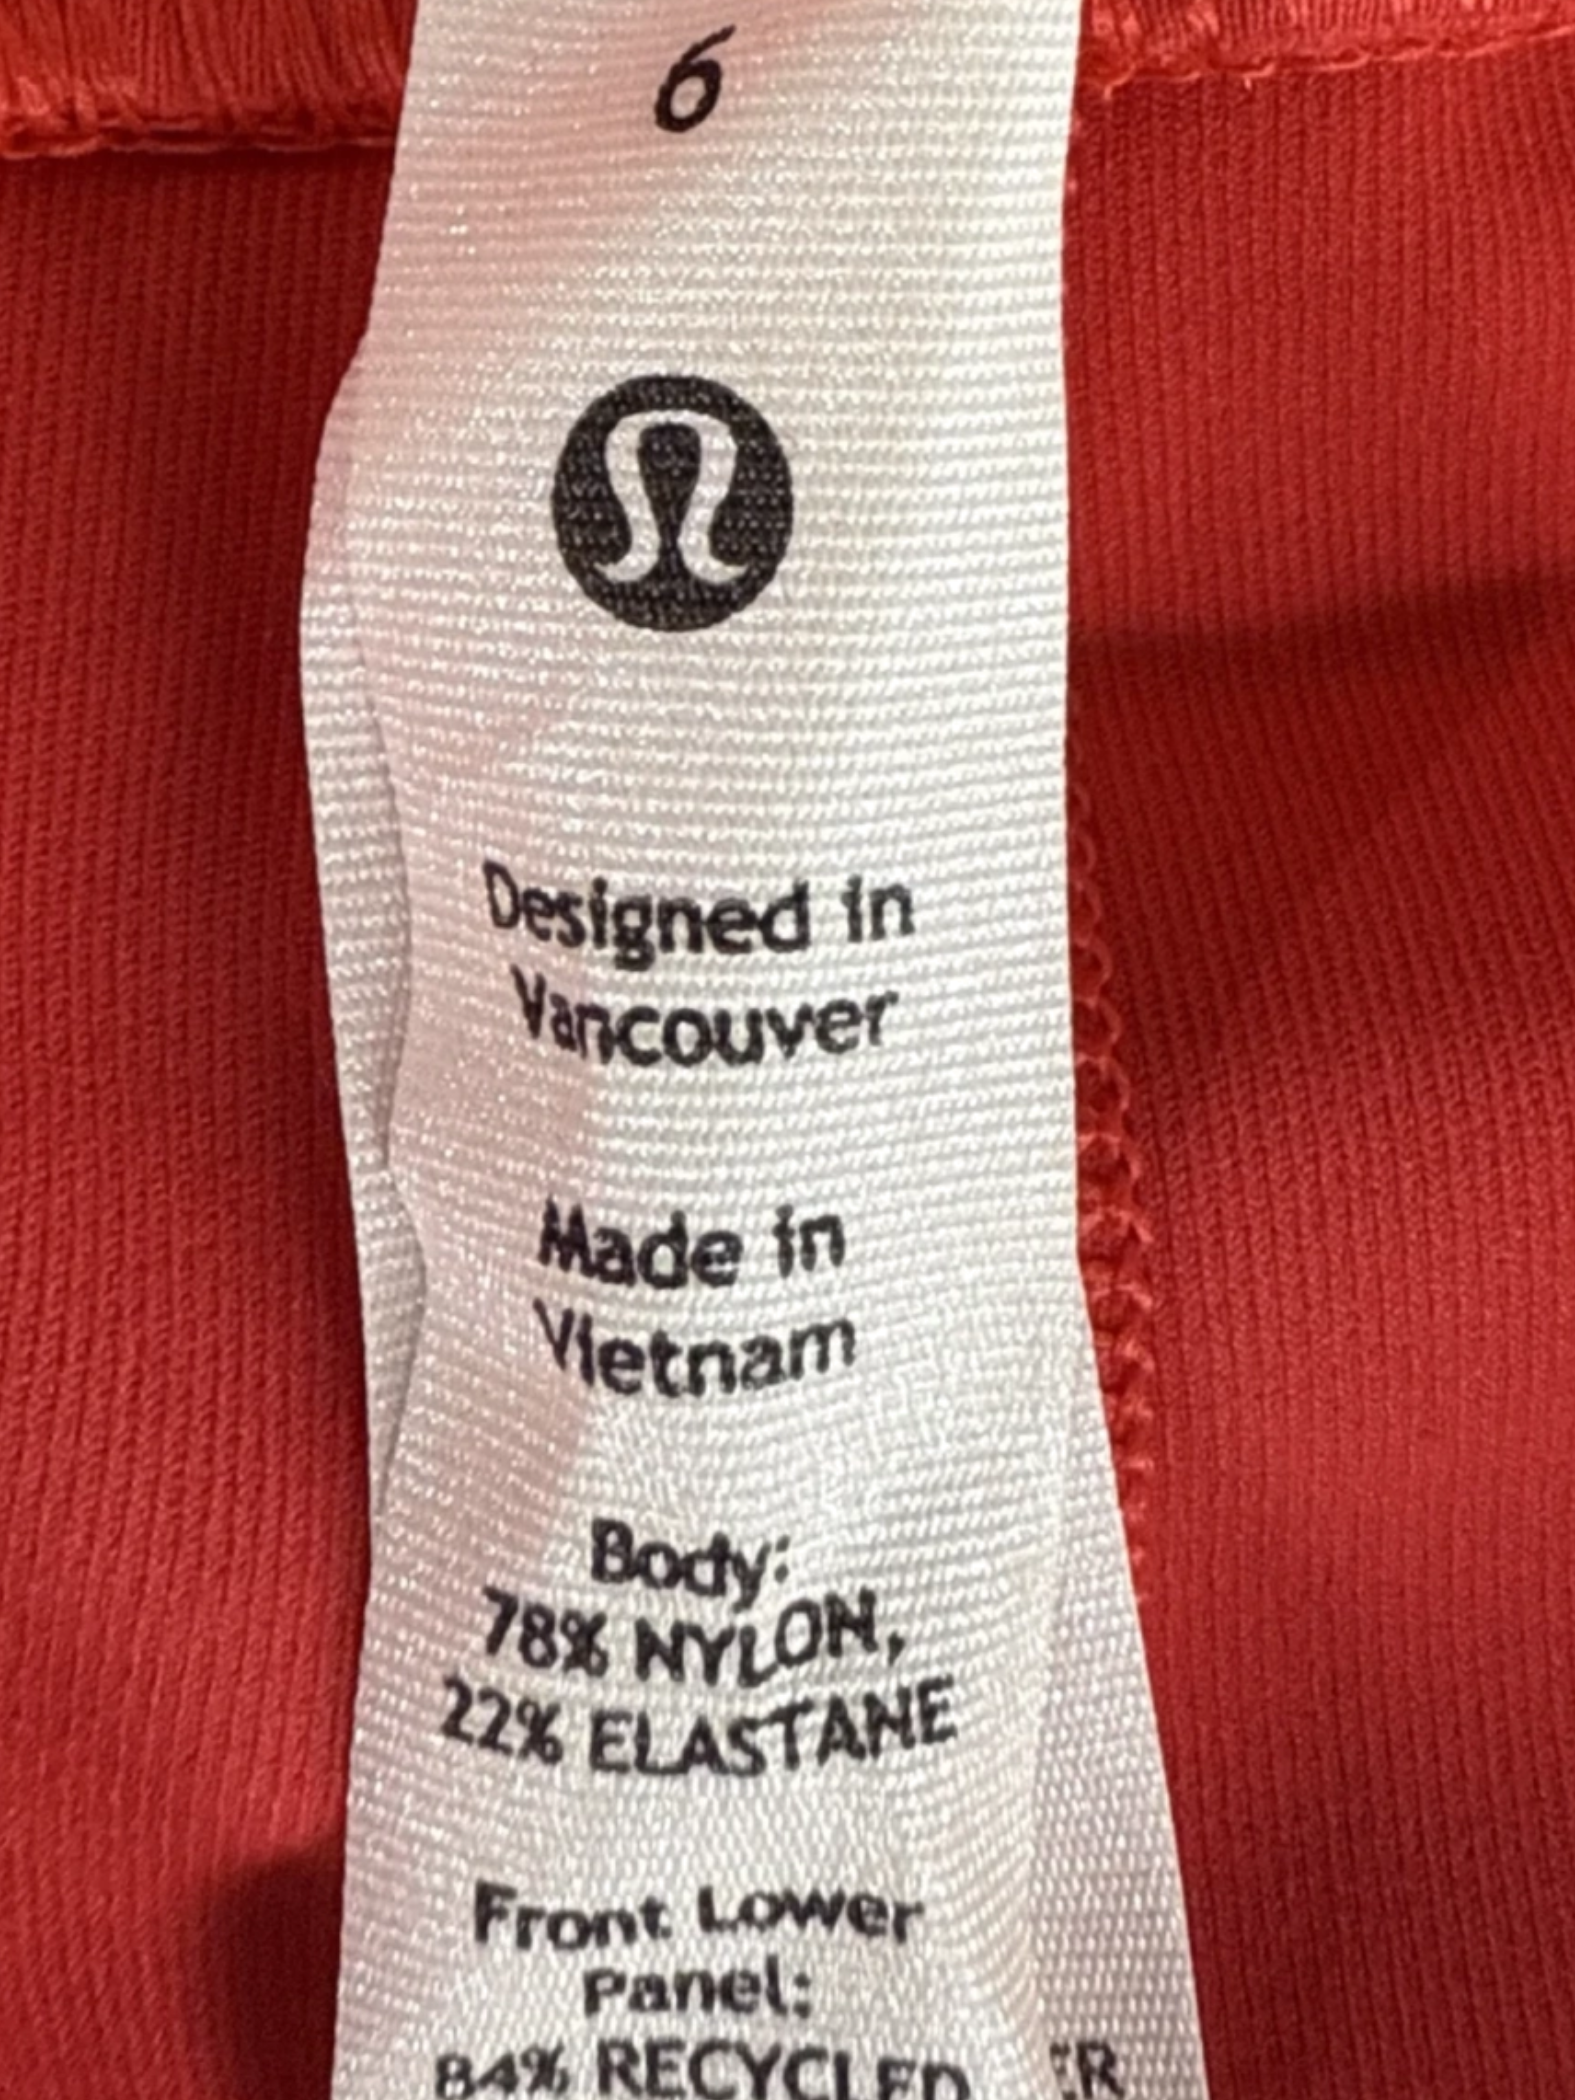 6
Designed in
Vancouver
Made in
Vietnam
Body:
78% NYLON,
22% ELASTANE
Front Lower
Panel:
84% RECYCLED